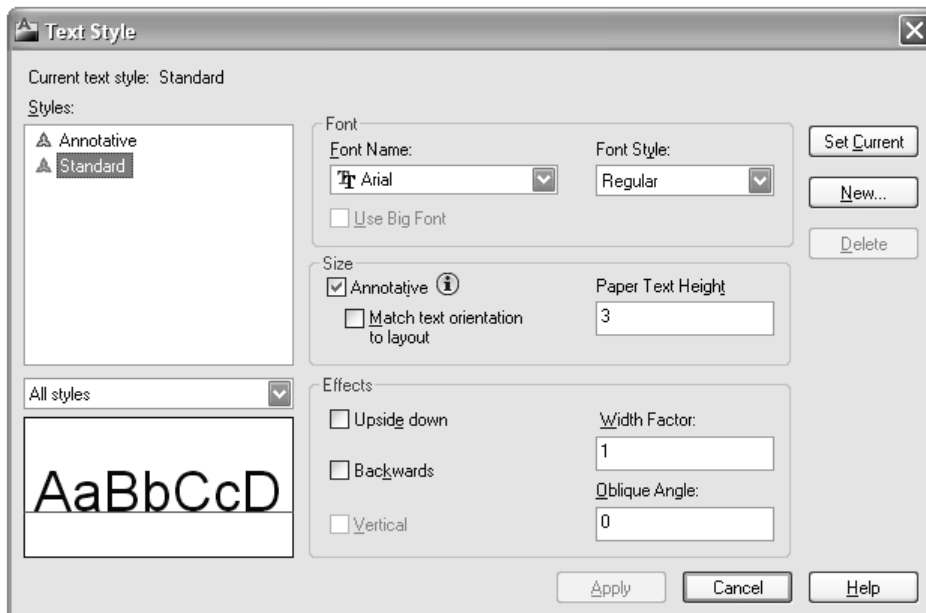 Text Style
Current text style: Standard
Styles:
Annotative
Standard
All styles
AaBbCcD
Font
Font Name:
Arial
Font Style:
Regular
Use Big Font
Size
Annotative
Match text orientation
to layout
Paper Text Height
3
Effects
Upside down
Backwards
Vertical
Width Factor:
1
Oblique Angle:
0
Set Current
New...
Delete
Apply
Cancel
Help